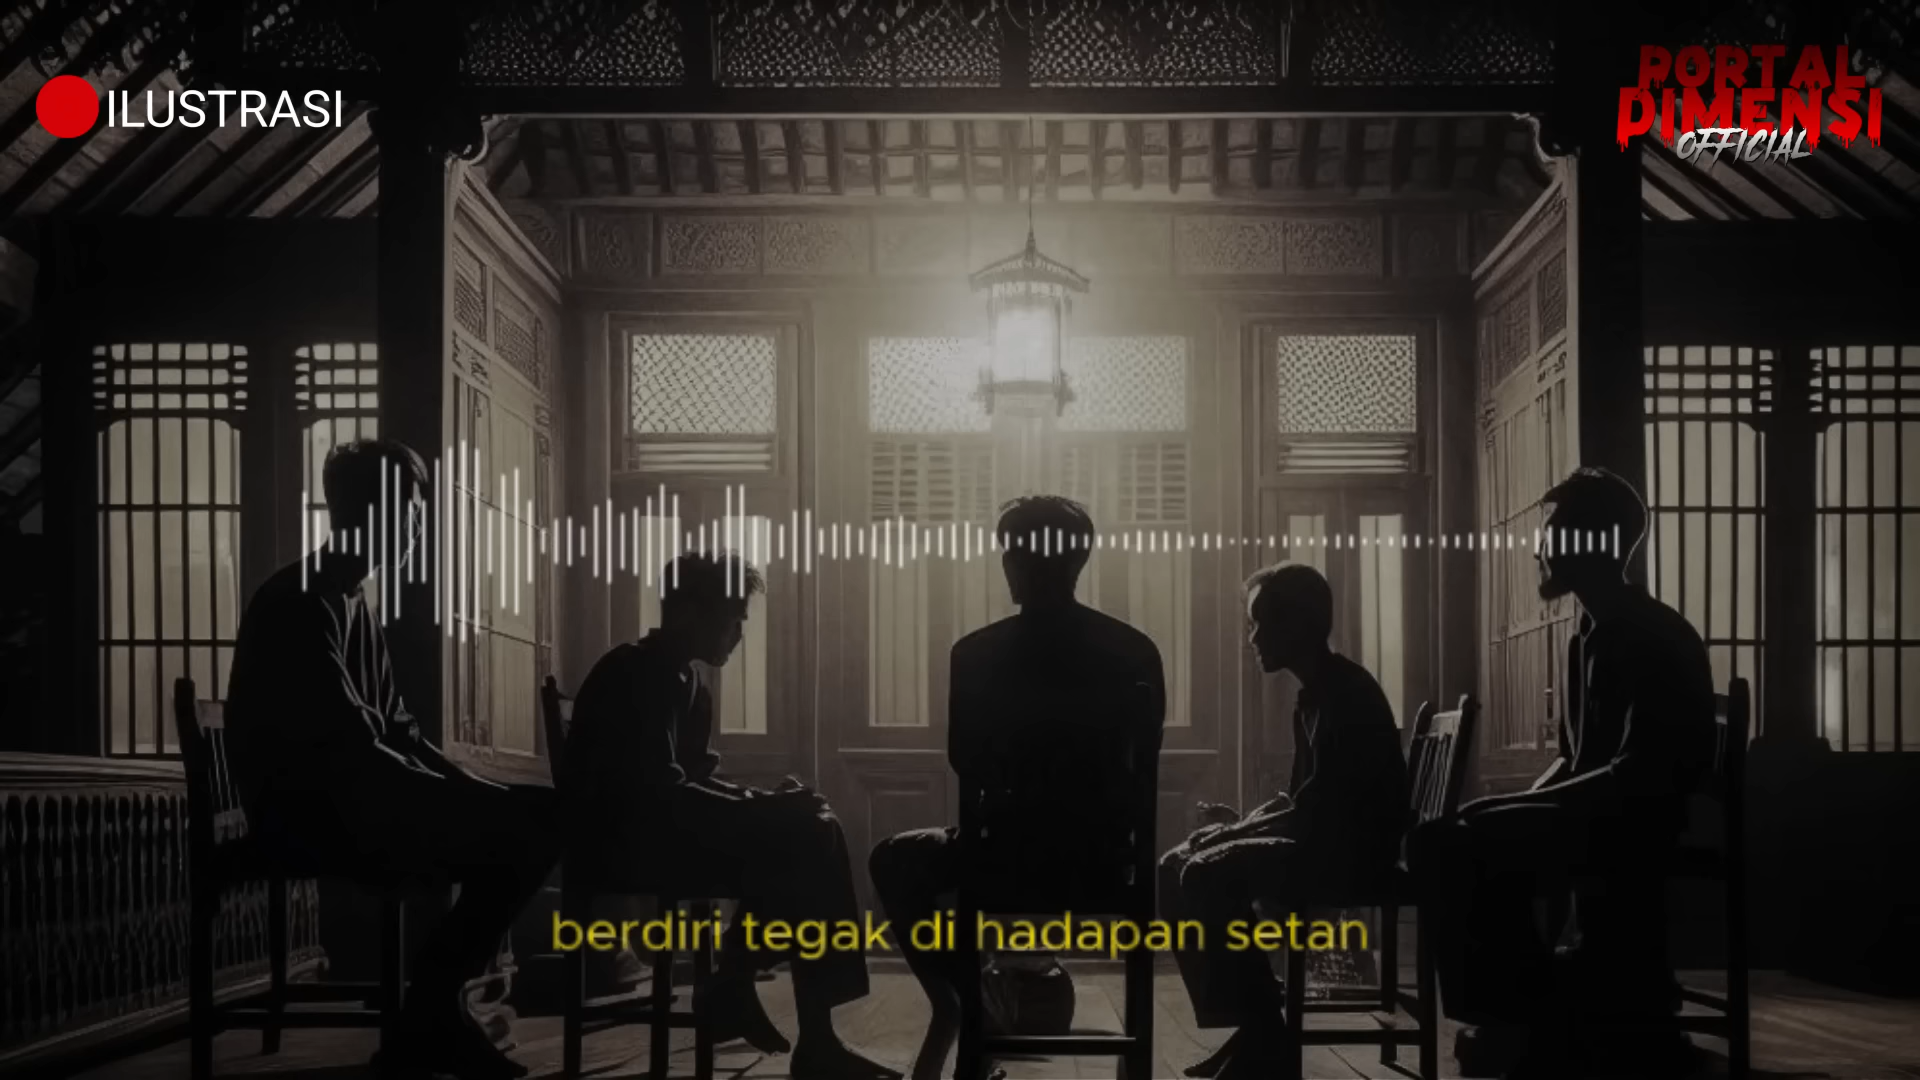 ILUSTRASI
PORTAL
DIMENSI
OFFICIAL
berdiri tegak di hadapan setan